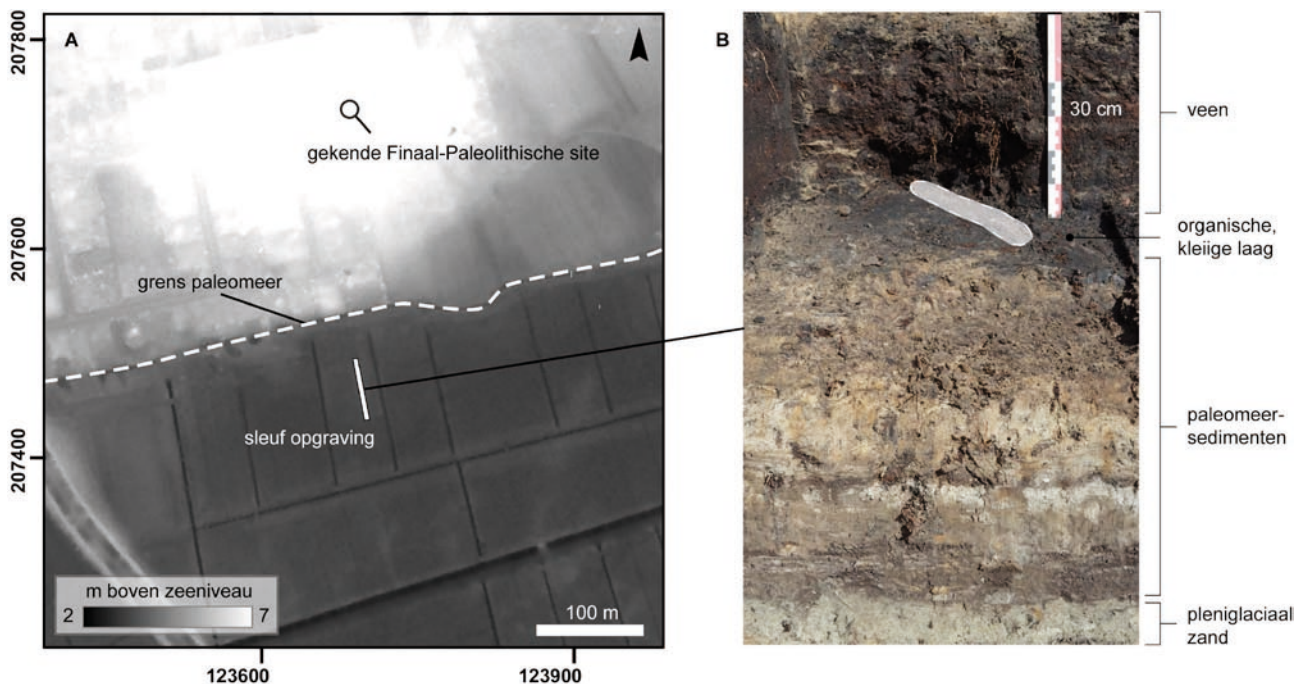 A
207800
207600
207400
gekende Finaal-Paleolithische site
grens paleomeer
sleuf opgraving
m boven zeeniveau
2
7
100 m
123600
123900
B
30 cm
veen
organische,
kleiige laag
paleomeer-
sedimenten
pleniglaciaal
zand